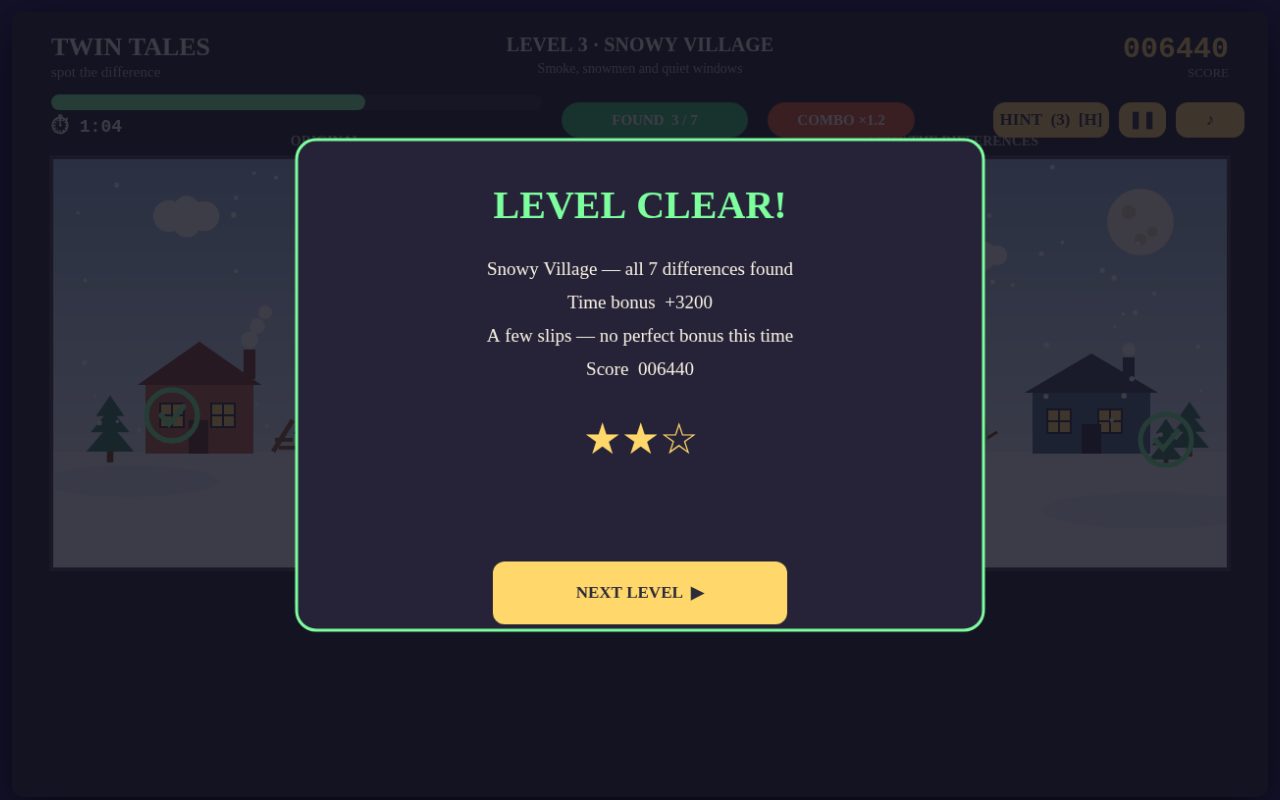 TWIN TALES
spot the difference
LEVEL 3 · SNOWY VILLAGE
Smoke, snowmen and quiet windows
006440
SCORE
⏱ 1:04
FOUND 3 / 7
COMBO ×1.2
HINT (3) [H]
❚❚
♪
LEVEL CLEAR!
Snowy Village — all 7 differences found
Time bonus +3200
A few slips — no perfect bonus this time
Score 006440
★★☆
NEXT LEVEL ▶